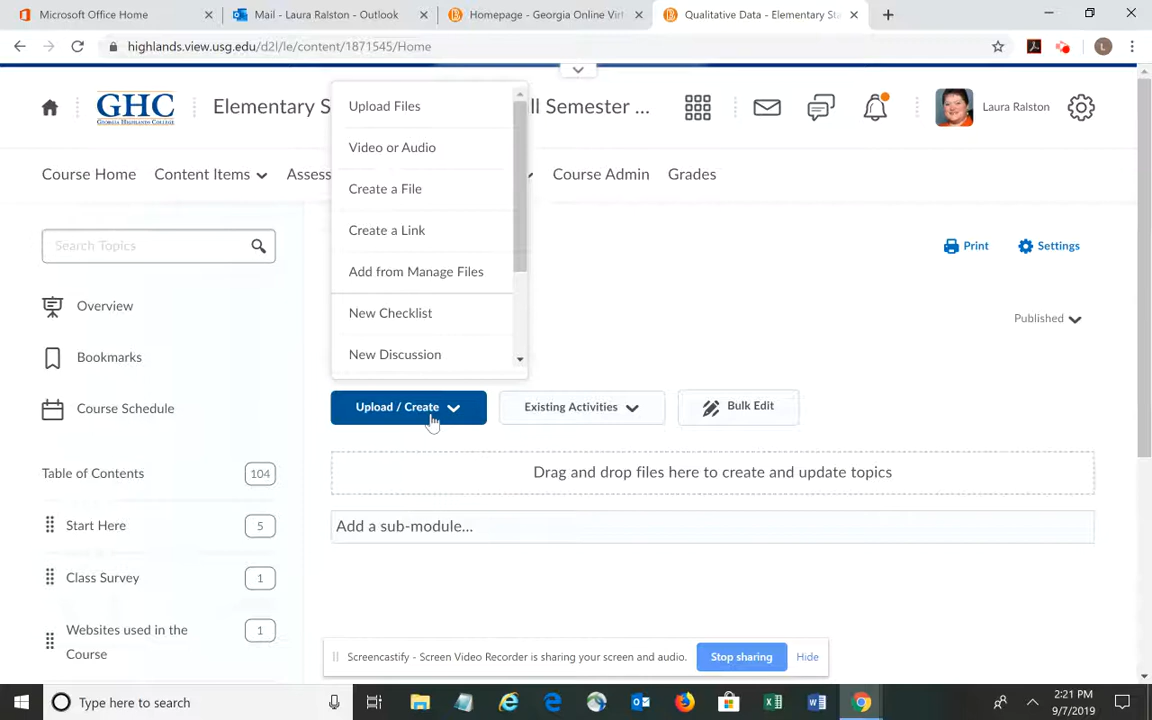 Microsoft Office Home
Mail - Laura Ralston - Outlook
Homepage - Georgia Online Virt
Qualitative Data - Elementary Sta
highlands.view.usg.edu/d2l/le/content/1871545/Home
L
GHC
GEORGIA HIGHLANDS COLLEGE
Elementary S
ll Semester ...
Laura Ralston
Course Home
Content Items
Assess
Course Admin
Grades
Upload Files
Video or Audio
Create a File
Create a Link
Add from Manage Files
New Checklist
New Discussion
Search Topics
Print
Settings
Overview
Published
Bookmarks
Course Schedule
Upload / Create
Existing Activities
Bulk Edit
Table of Contents
104
Drag and drop files here to create and update topics
Start Here
5
Add a sub-module...
Class Survey
1
Websites used in the
Course
1
Screencastify - Screen Video Recorder is sharing your screen and audio.
Stop sharing
Hide
Type here to search
2:21 PM
9/7/2019